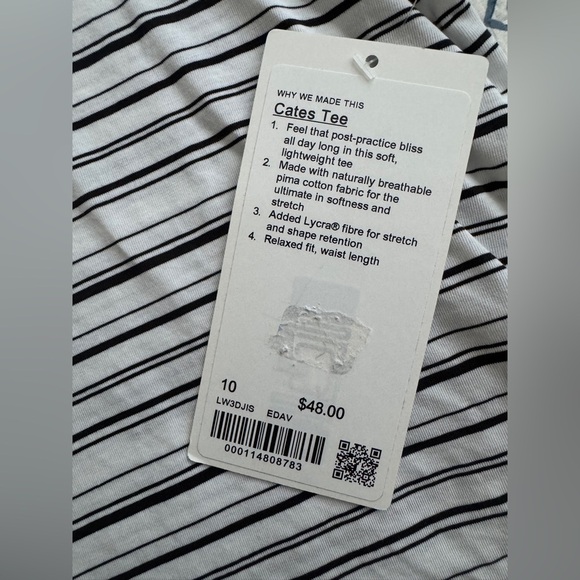 WHY WE MADE THIS
Cates Tee
1. Feel that post-practice bliss
all day long in this soft,
lightweight tee
2. Made with naturally breathable
pima cotton fabric for the
ultimate in softness and
stretch
3. Added Lycra® fibre for stretch
and shape retention
4. Relaxed fit, waist length
10 $48.00
LW3DJIS EDAV
000114808783